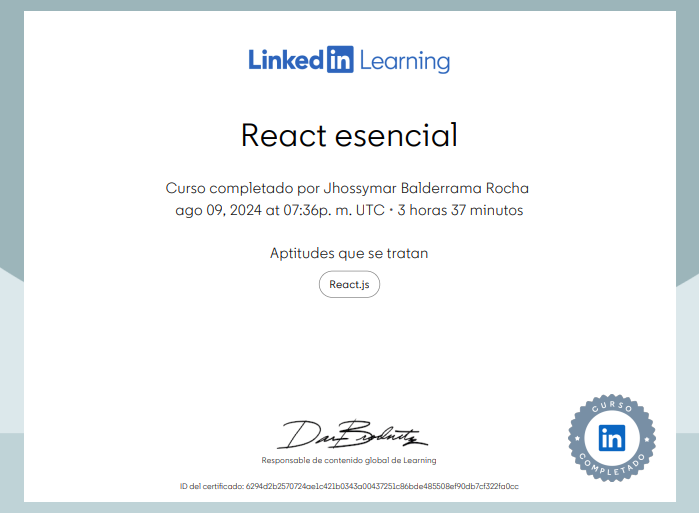 Linkedin Learning
React esencial
Curso completado por Jhossymar Balderrama Rocha
ago 09, 2024 at 07:36p. m. UTC • 3 horas 37 minutos
Aptitudes que se tratan
React.js
Responsable de contenido global de Learning
CURSO
in
COMPLETADO
ID del certificado: 6294d2b2570724ae1c421b0343a00437251c86bde485508ef90db7cf322fa0cc